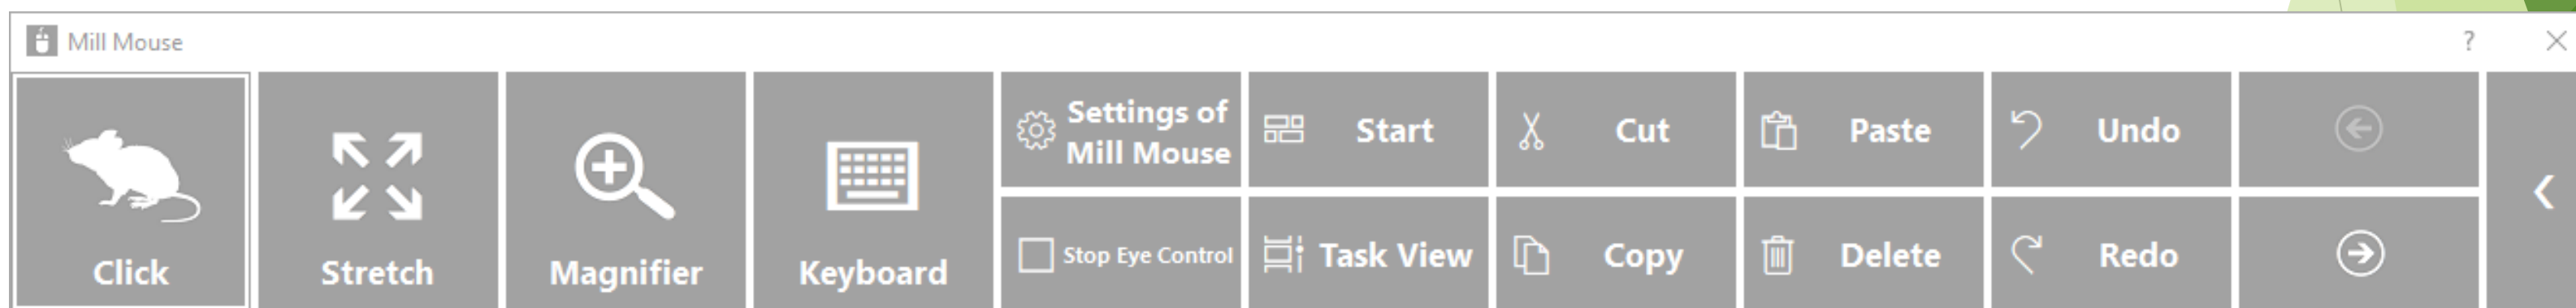 Mill Mouse
?
Settings of
Mill Mouse
Start
Cut
Paste
Undo
Click
Stretch
Magnifier
Keyboard
Stop Eye Control
Task View
Copy
Delete
Redo